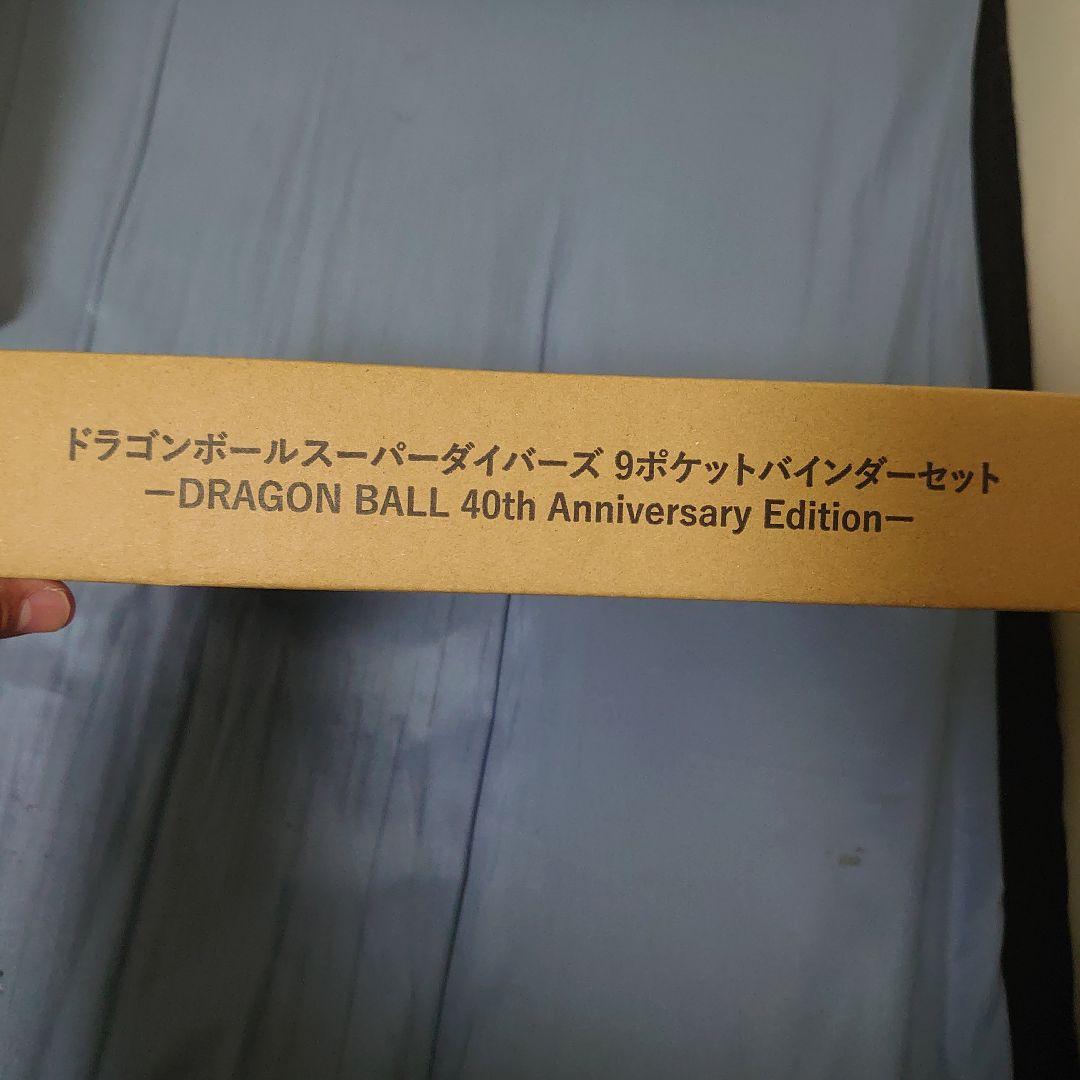 ドラゴンボールスーパーダイバーズ 9ポケットバインダーセット
ーDRAGON BALL 40th Anniversary Editionー